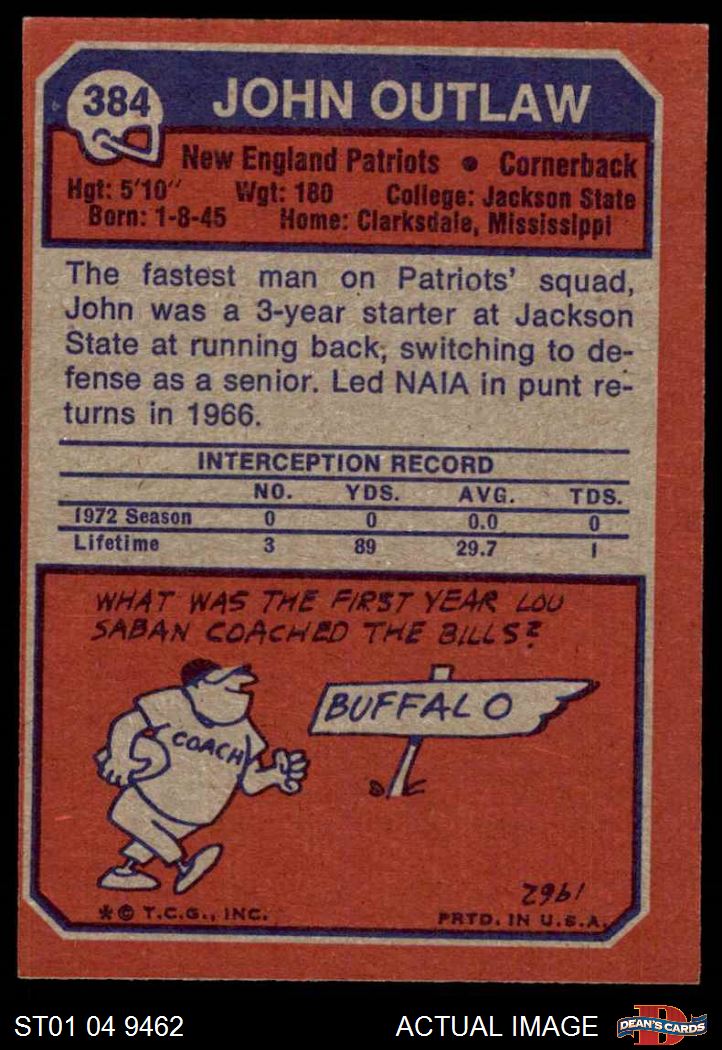 384
JOHN OUTLAW
New England Patriots • Cornerback
Hgt: 5'10" Wgt: 180 College: Jackson State
Born: 1-8-45 Home: Clarksdale, Mississippi
The fastest man on Patriots' squad,
John was a 3-year starter at Jackson
State at running back, switching to de-
fense as a senior. Led NAIA in punt re-
turns in 1966.
INTERCEPTION RECORD
NO. YDS. AVG. TDS.
1972 Season 0 0 0.0 0
Lifetime 3 89 29.7 1
WHAT WAS THE FIRST YEAR LOU
SABAN COACHED THE BILLS?
BUFFALO
COACH
1962
*© T.C.G., INC. PRTD. IN U.S.A.
ST01 04 9462 ACTUAL IMAGE
D
DEAN'S CARDS